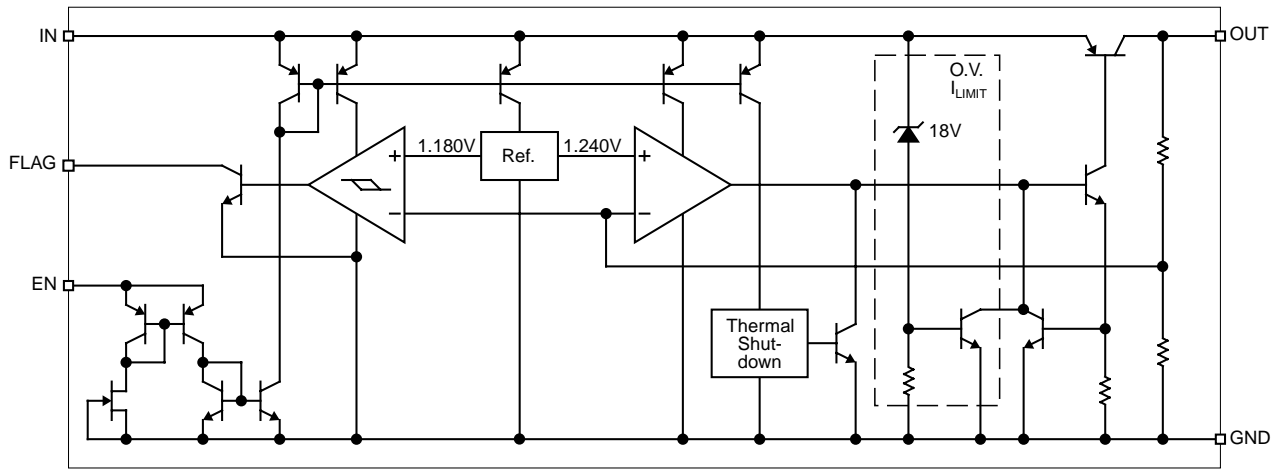 IN
OUT
O.V.
ILIMIT
18V
FLAG
1.180V
Ref.
1.240V
+
+
−
−
EN
Thermal
Shut-
down
GND